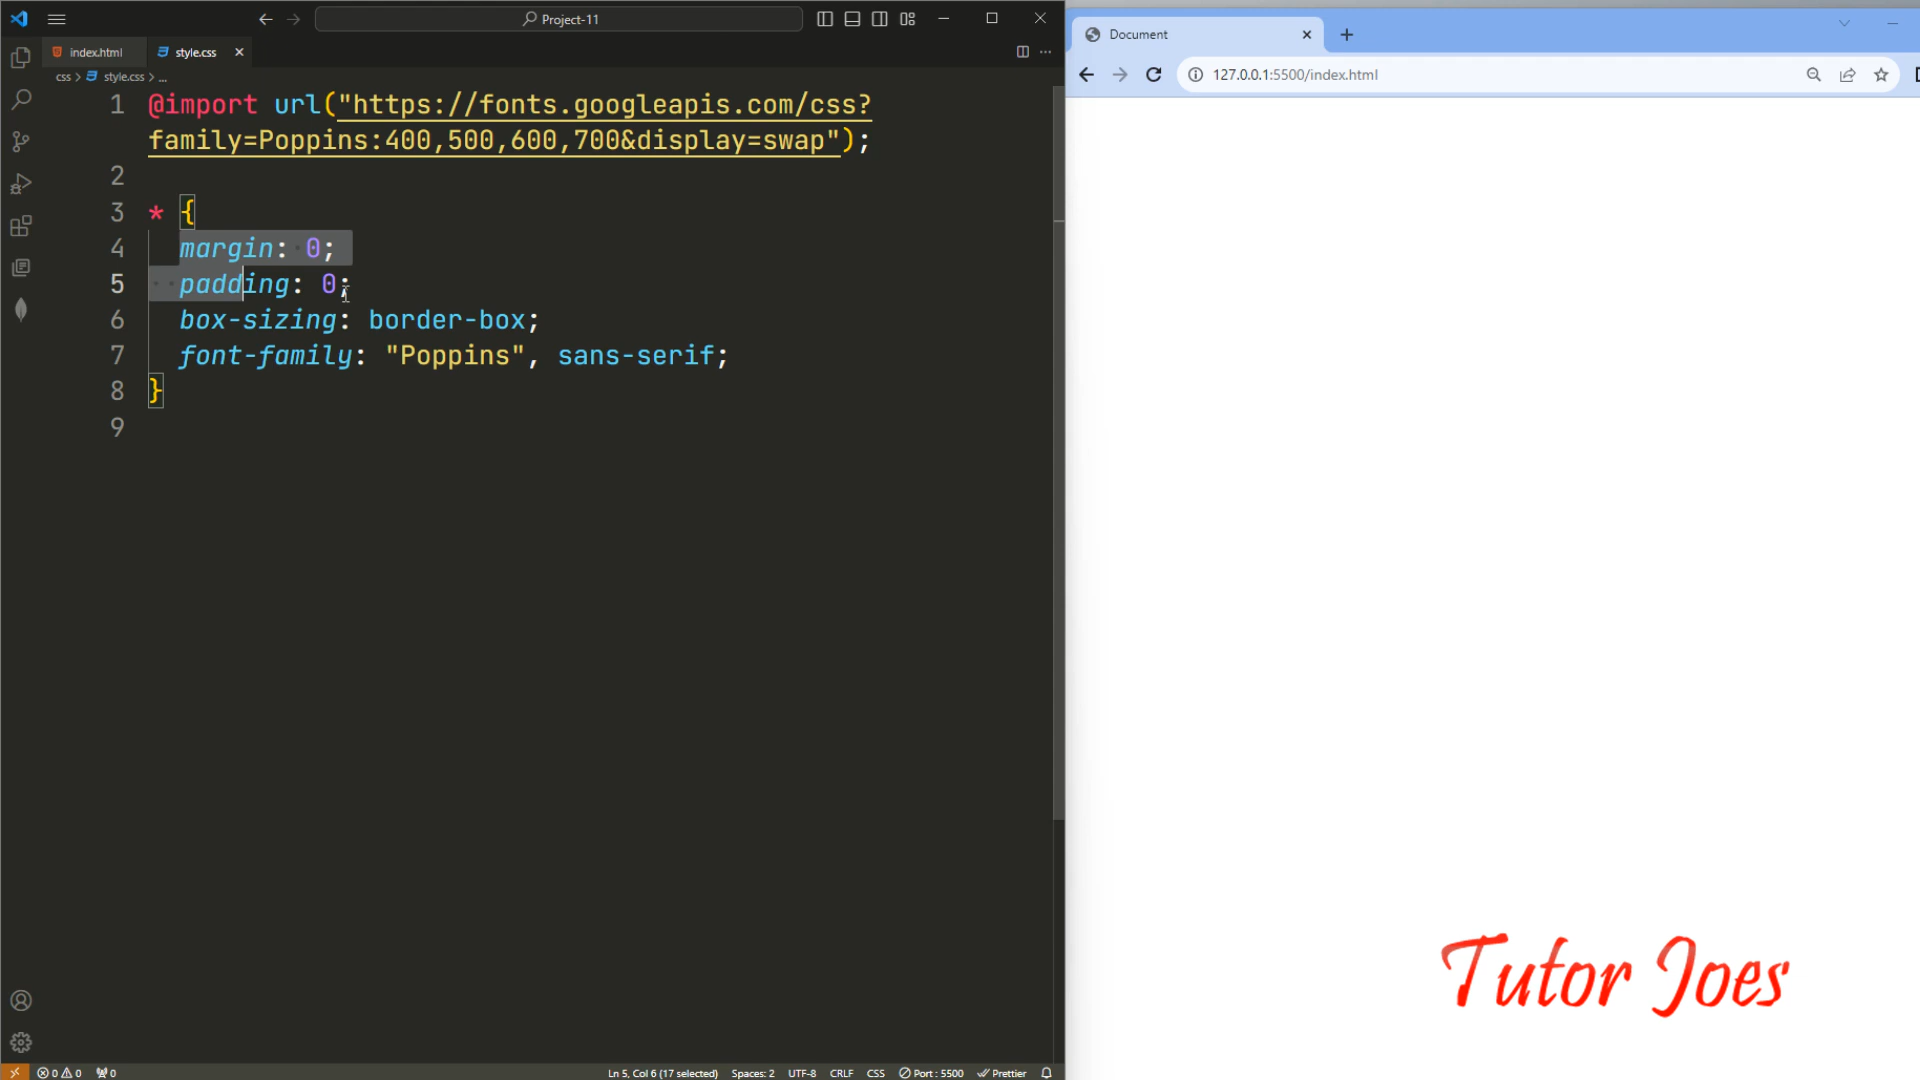 Project-11
index.html
style.css
css > style.css > ...
1 @import url("https://fonts.googleapis.com/css?
family=Poppins:400,500,600,700&display=swap");
2
3 * {
4 margin: 0;
5 padding: 0;
6 box-sizing: border-box;
7 font-family: "Poppins", sans-serif;
8 }
9
0 0 0
Ln 5, Col 6 (17 selected) Spaces: 2 UTF-8 CRLF CSS Port : 5500 Prettier
Document
127.0.0.1:5500/index.html
Tutor Joes